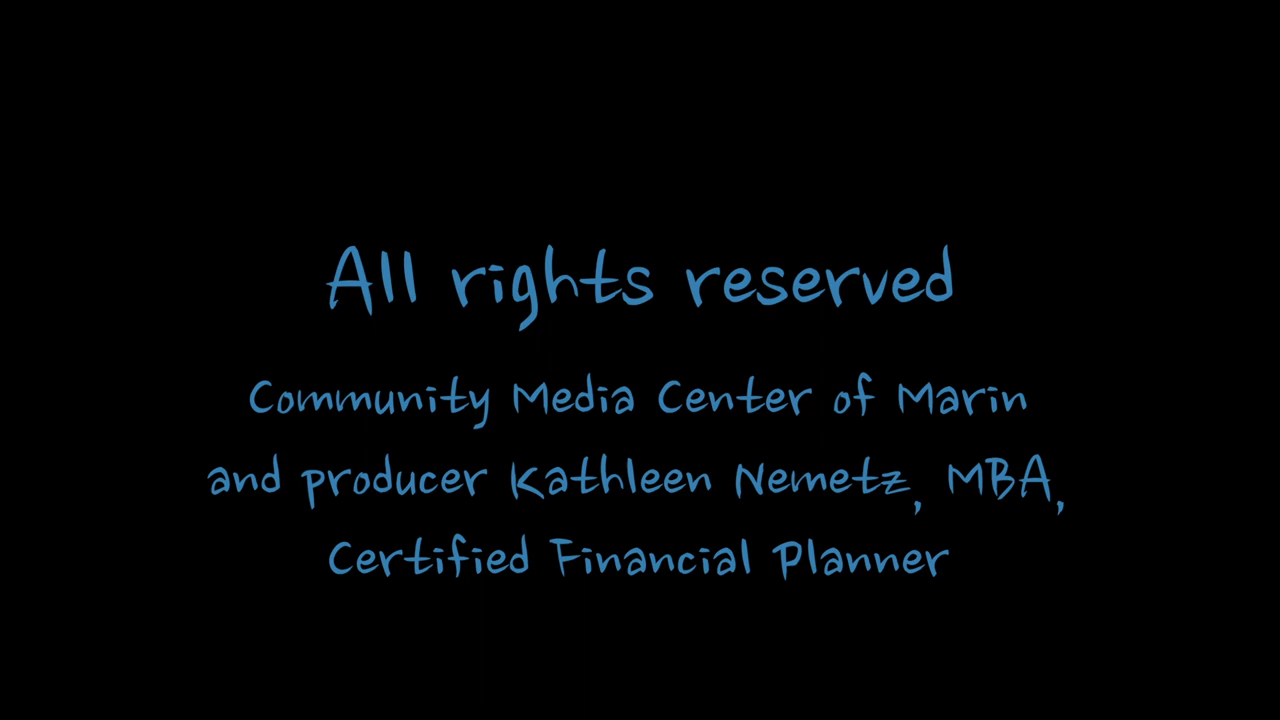 All rights reserved
Community Media Center of Marin
and producer Kathleen Nemetz, MBA,
Certified Financial Planner